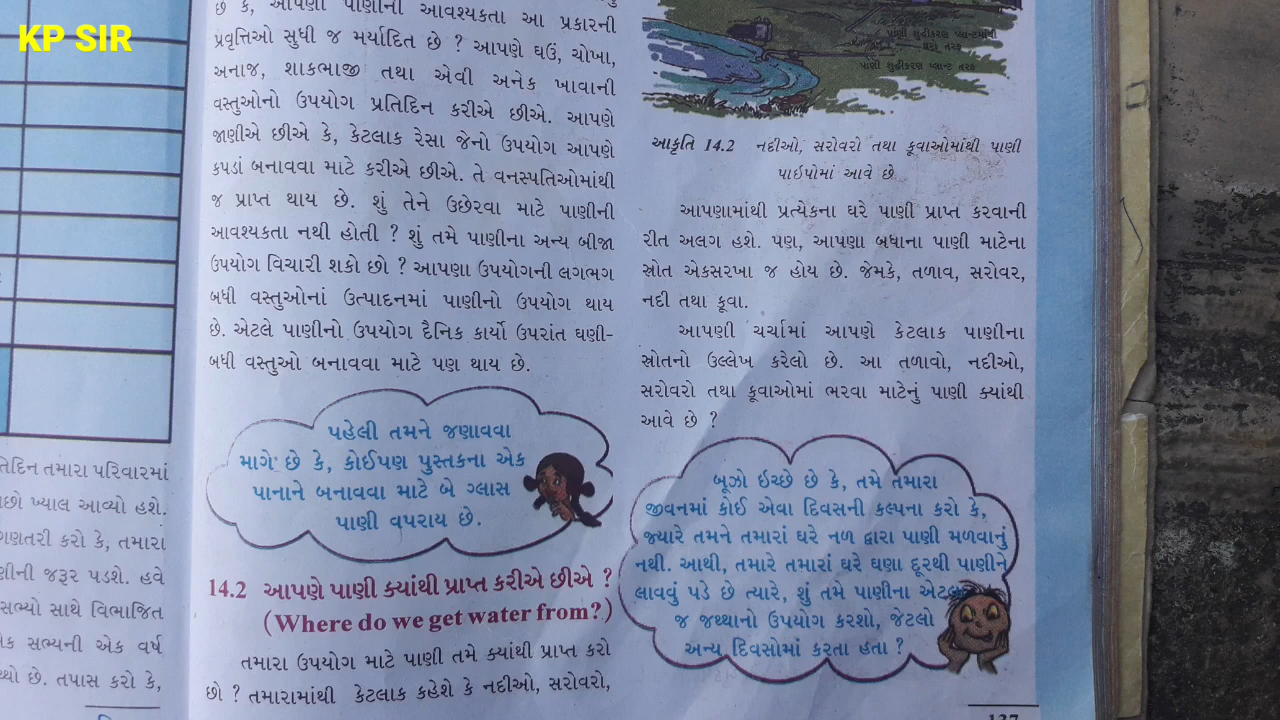 KP SIR
તિદિન તમારા પરિવારમાં
છો ખ્યાલ આવ્યો હશે.
ગણતરી કરો કે, તમારા
ણીની જરૂર પડશે. હવે
સભ્યો સાથે વિભાજિત
ક સભ્યની એક વર્ષ
થો છે. તપાસ કરો કે,
છે કે, આપણી પાણીની આવશ્યકતા આ પ્રકારની
પ્રવૃત્તિઓ સુધી જ મર્યાદિત છે ? આપણે ઘઉં, ચોખા,
અનાજ, શાકભાજી તથા એવી અનેક ખાવાની
વસ્તુઓનો ઉપયોગ પ્રતિદિન કરીએ છીએ. આપણે
જાણીએ છીએ કે, કેટલાક રેસા જેનો ઉપયોગ આપણે
કપડાં બનાવવા માટે કરીએ છીએ. તે વનસ્પતિઓમાંથી
જ પ્રાપ્ત થાય છે. શું તેને ઉછેરવા માટે પાણીની
આવશ્યકતા નથી હોતી ? શું તમે પાણીના અન્ય બીજા
ઉપયોગ વિચારી શકો છો ? આપણા ઉપયોગની લગભગ
બધી વસ્તુઓનાં ઉત્પાદનમાં પાણીનો ઉપયોગ થાય
છે. એટલે પાણીનો ઉપયોગ દૈનિક કાર્યો ઉપરાંત ઘણી-
બધી વસ્તુઓ બનાવવા માટે પણ થાય છે.
પહેલી તમને જણાવવા
માગે છે કે, કોઈપણ પુસ્તકના એક
પાનાને બનાવવા માટે બે ગ્લાસ
પાણી વપરાય છે.
14.2 આપણે પાણી ક્યાંથી પ્રાપ્ત કરીએ છીએ ?
(Where do we get water from?)
તમારા ઉપયોગ માટે પાણી તમે ક્યાંથી પ્રાપ્ત કરો
છો ? તમારામાંથી કેટલાક કહેશે કે નદીઓ, સરોવરો,
પાણી શુદ્ધીકરણ પ્લાન્ટમાંથી
ઘરો તરફ
પાણી શુદ્ધીકરણ પ્લાન્ટ તરફ
આકૃતિ 14.2 નદીઓ, સરોવરો તથા કૂવાઓમાંથી પાણી
પાઈપોમાં આવે છે
આપણામાંથી પ્રત્યેકના ઘરે પાણી પ્રાપ્ત કરવાની
રીત અલગ હશે. પણ, આપણા બધાના પાણી માટેના
સ્રોત એકસરખા જ હોય છે. જેમકે, તળાવ, સરોવર,
નદી તથા કૂવા.
આપણી ચર્ચામાં આપણે કેટલાક પાણીના
સ્રોતનો ઉલ્લેખ કરેલો છે. આ તળાવો, નદીઓ,
સરોવરો તથા કૂવાઓમાં ભરવા માટેનું પાણી ક્યાંથી
આવે છે ?
બૂઝો ઇચ્છે છે કે, તમે તમારા
જીવનમાં કોઈ એવા દિવસની કલ્પના કરો કે,
જ્યારે તમને તમારાં ઘરે નળ દ્વારા પાણી મળવાનું
નથી. આથી, તમારે તમારાં ઘરે ઘણા દૂરથી પાણીને
લાવવું પડે છે ત્યારે, શું તમે પાણીના એટલા
જ જથ્થાનો ઉપયોગ કરશો, જેટલો
અન્ય દિવસોમાં કરતા હતા ?
137